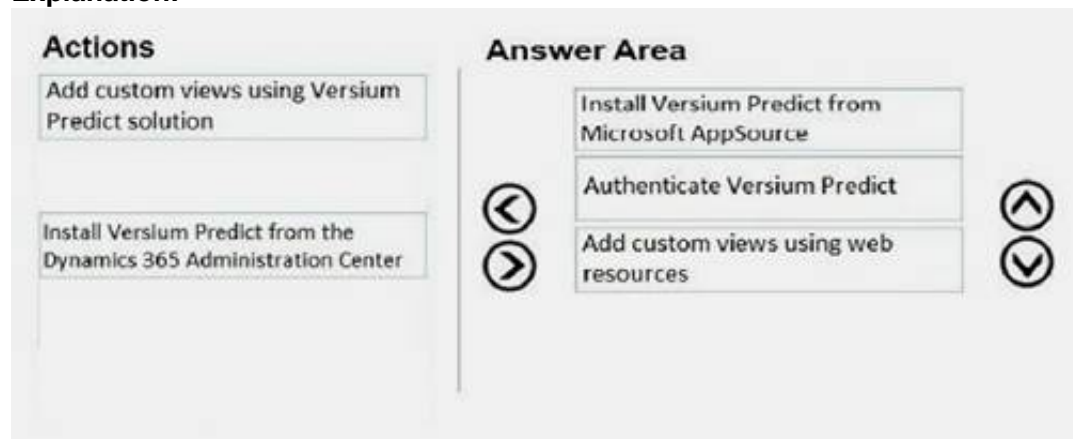 Explanation:
Actions
Add custom views using Versium
Predict solution
Install Versium Predict from the
Dynamics 365 Administration Center
Answer Area
Install Versium Predict from
Microsoft AppSource
Authenticate Versium Predict
Add custom views using web
resources